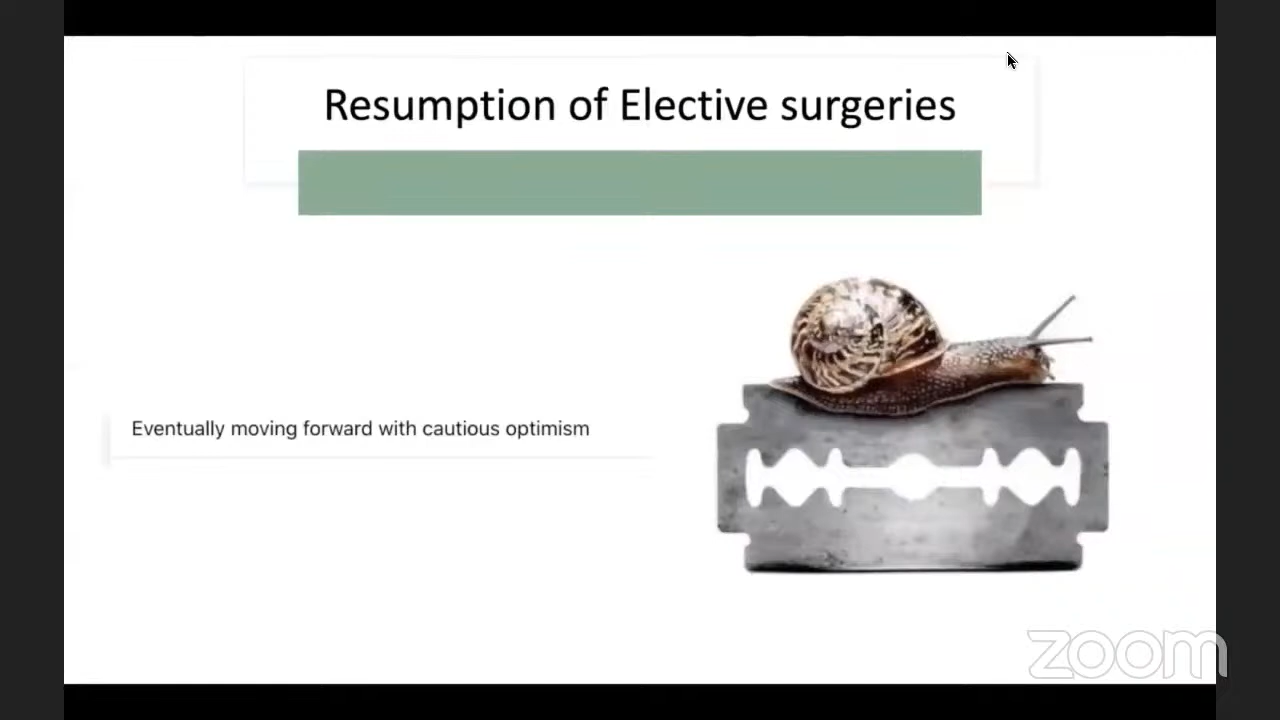 Resumption of Elective surgeries
Eventually moving forward with cautious optimism
zoom